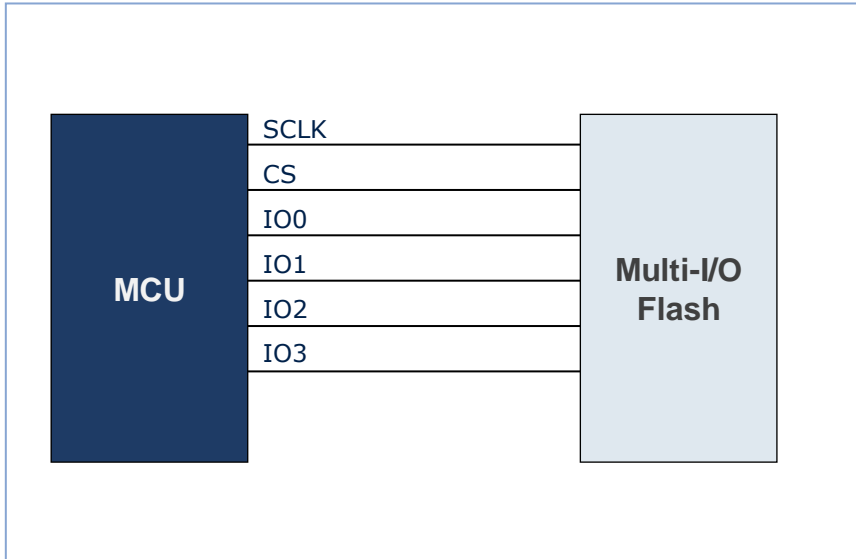 SCLK
CS
IO0
IO1
IO2
IO3
MCU
Multi-I/O
Flash